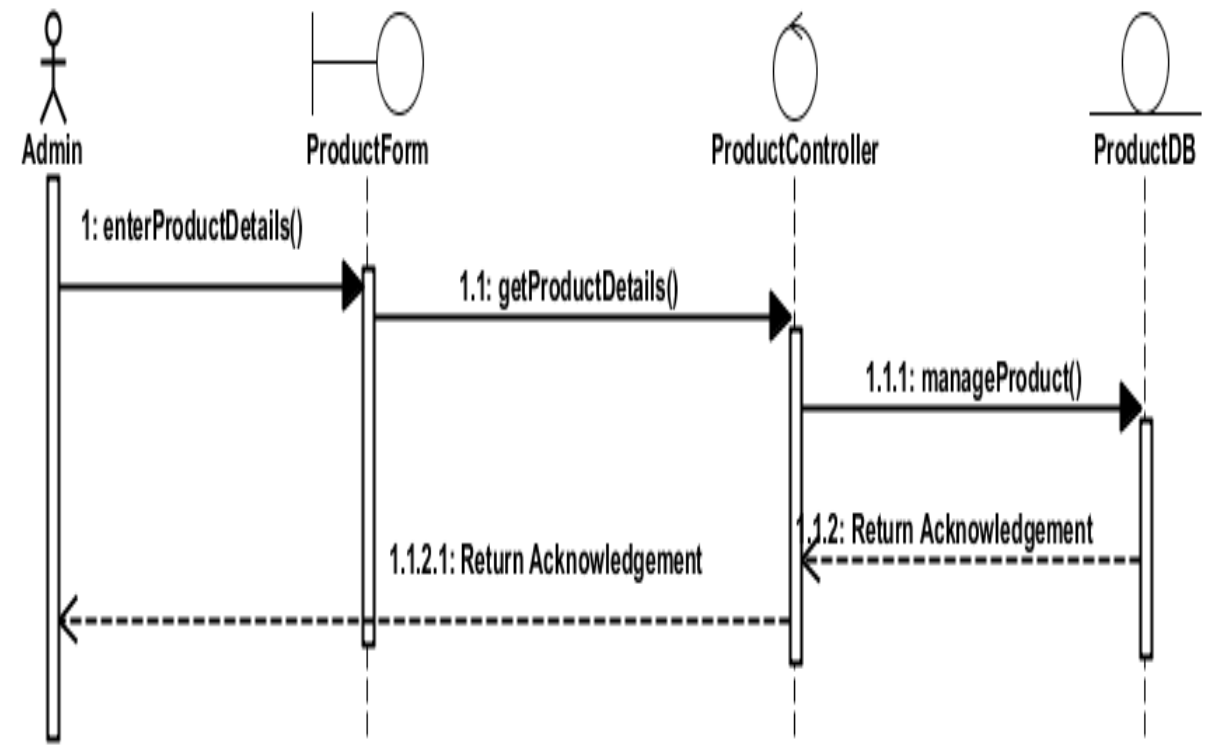 Admin
ProductForm
ProductController
ProductDB
1: enterProductDetails()
1.1: getProductDetails()
1.1.1: manageProduct()
1.1.2: Return Acknowledgement
1.1.2.1: Return Acknowledgement